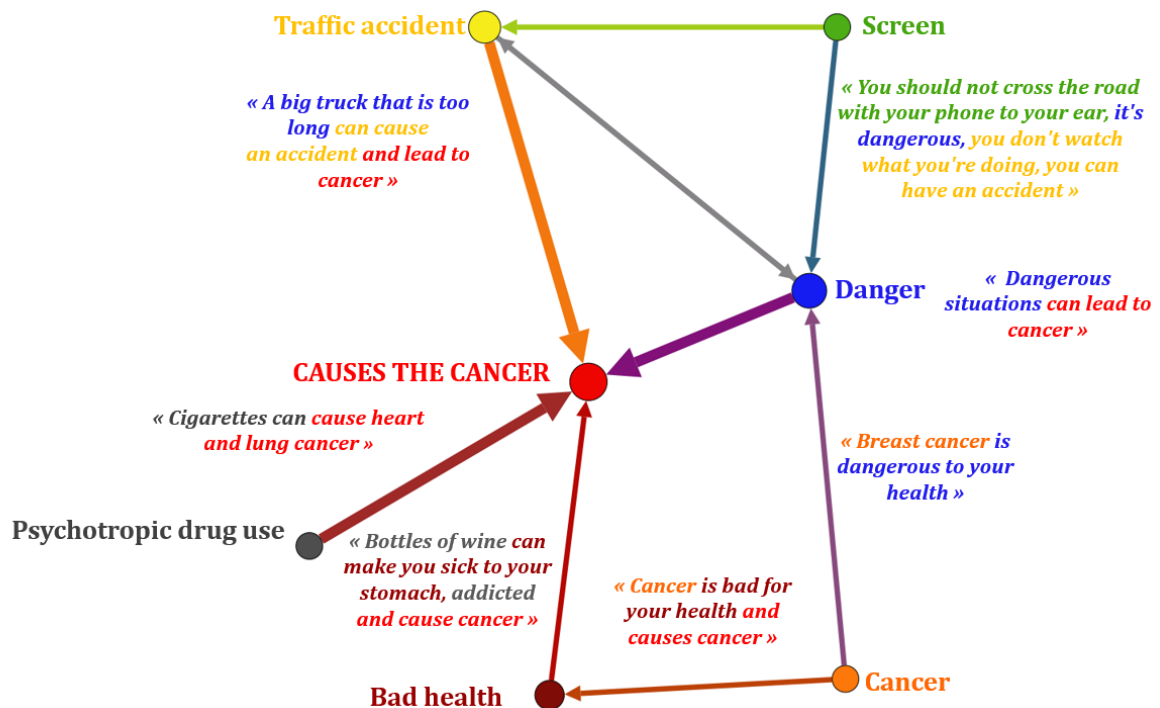 Traffic accident
Screen
« A big truck that is too
long can cause
an accident and lead to
cancer »
« You should not cross the road
with your phone to your ear, it's
dangerous, you don't watch
what you're doing, you can
have an accident »
Danger
« Dangerous
situations can lead to
cancer »
CAUSES THE CANCER
« Cigarettes can cause heart
and lung cancer »
« Breast cancer is
dangerous to your
health »
Psychotropic drug use
« Bottles of wine can
make you sick to your
stomach, addicted
and cause cancer »
« Cancer is bad for
your health and
causes cancer »
Bad health
Cancer